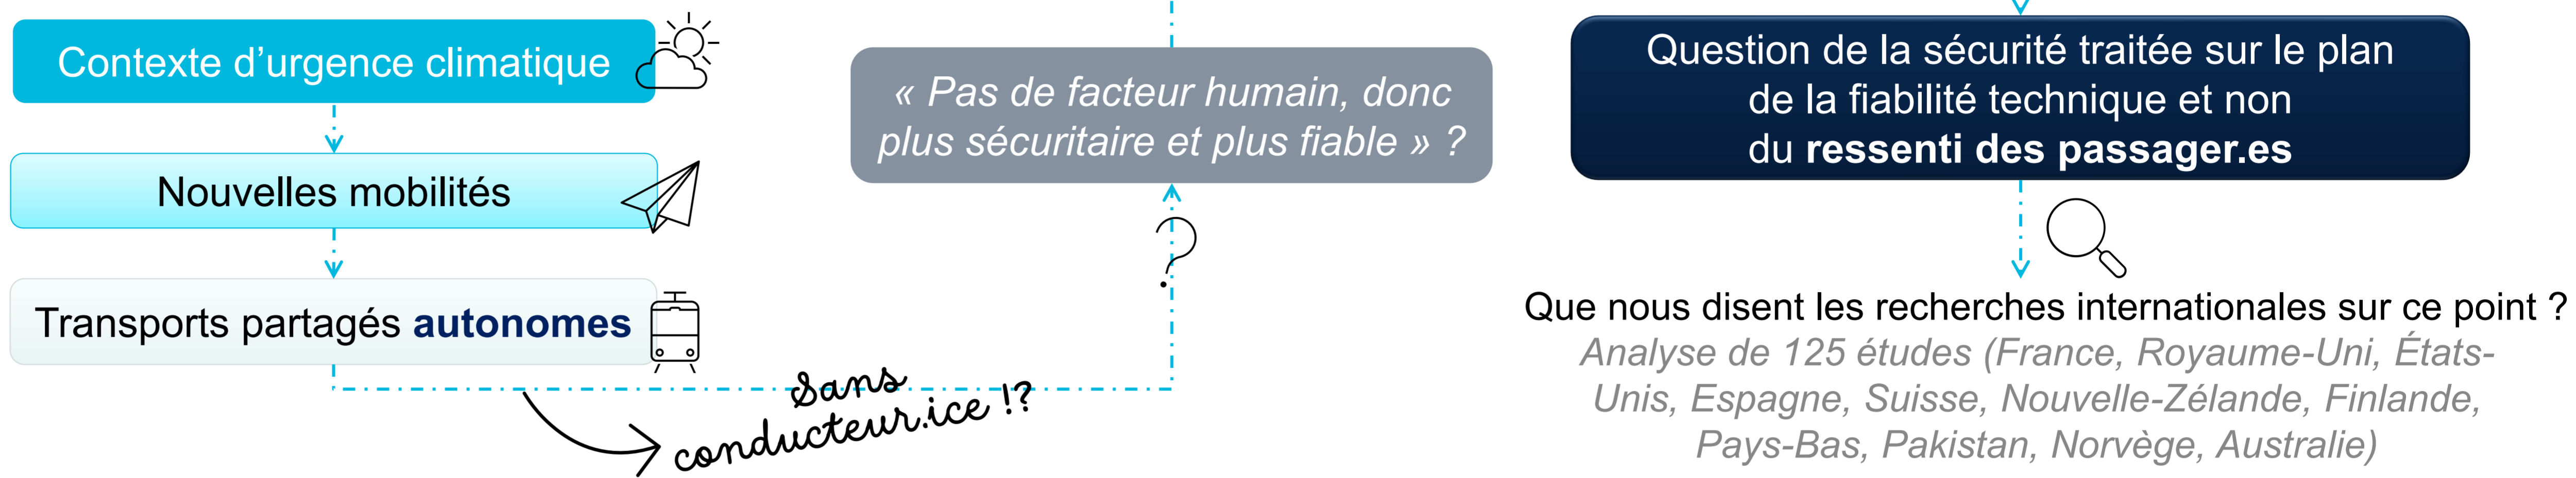 Contexte d’urgence climatique
Nouvelles mobilités
Transports partagés autonomes
Sans
conducteur.ice !?
« Pas de facteur humain, donc
plus sécuritaire et plus fiable » ?
?
Question de la sécurité traitée sur le plan
de la fiabilité technique et non
du ressenti des passager.es
Que nous disent les recherches internationales sur ce point ?
Analyse de 125 études (France, Royaume-Uni, États-
Unis, Espagne, Suisse, Nouvelle-Zélande, Finlande,
Pays-Bas, Pakistan, Norvège, Australie)